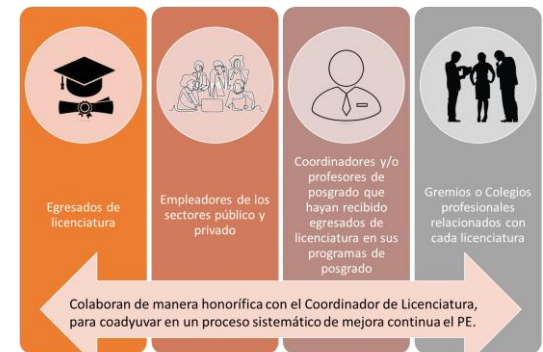 Egresados de
licenciatura
Empleadores de los
sectores público y
privado
Coordinadores y/o
profesores de
posgrado que
hayan recibido
egresados de
licenciatura en sus
programas de
posgrado
Gremios o Colegios
profesionales
relacionados con
cada licenciatura
Colaboran de manera honorífica con el Coordinador de Licenciatura,
para coadyuvar en un proceso sistemático de mejora continua el PE.